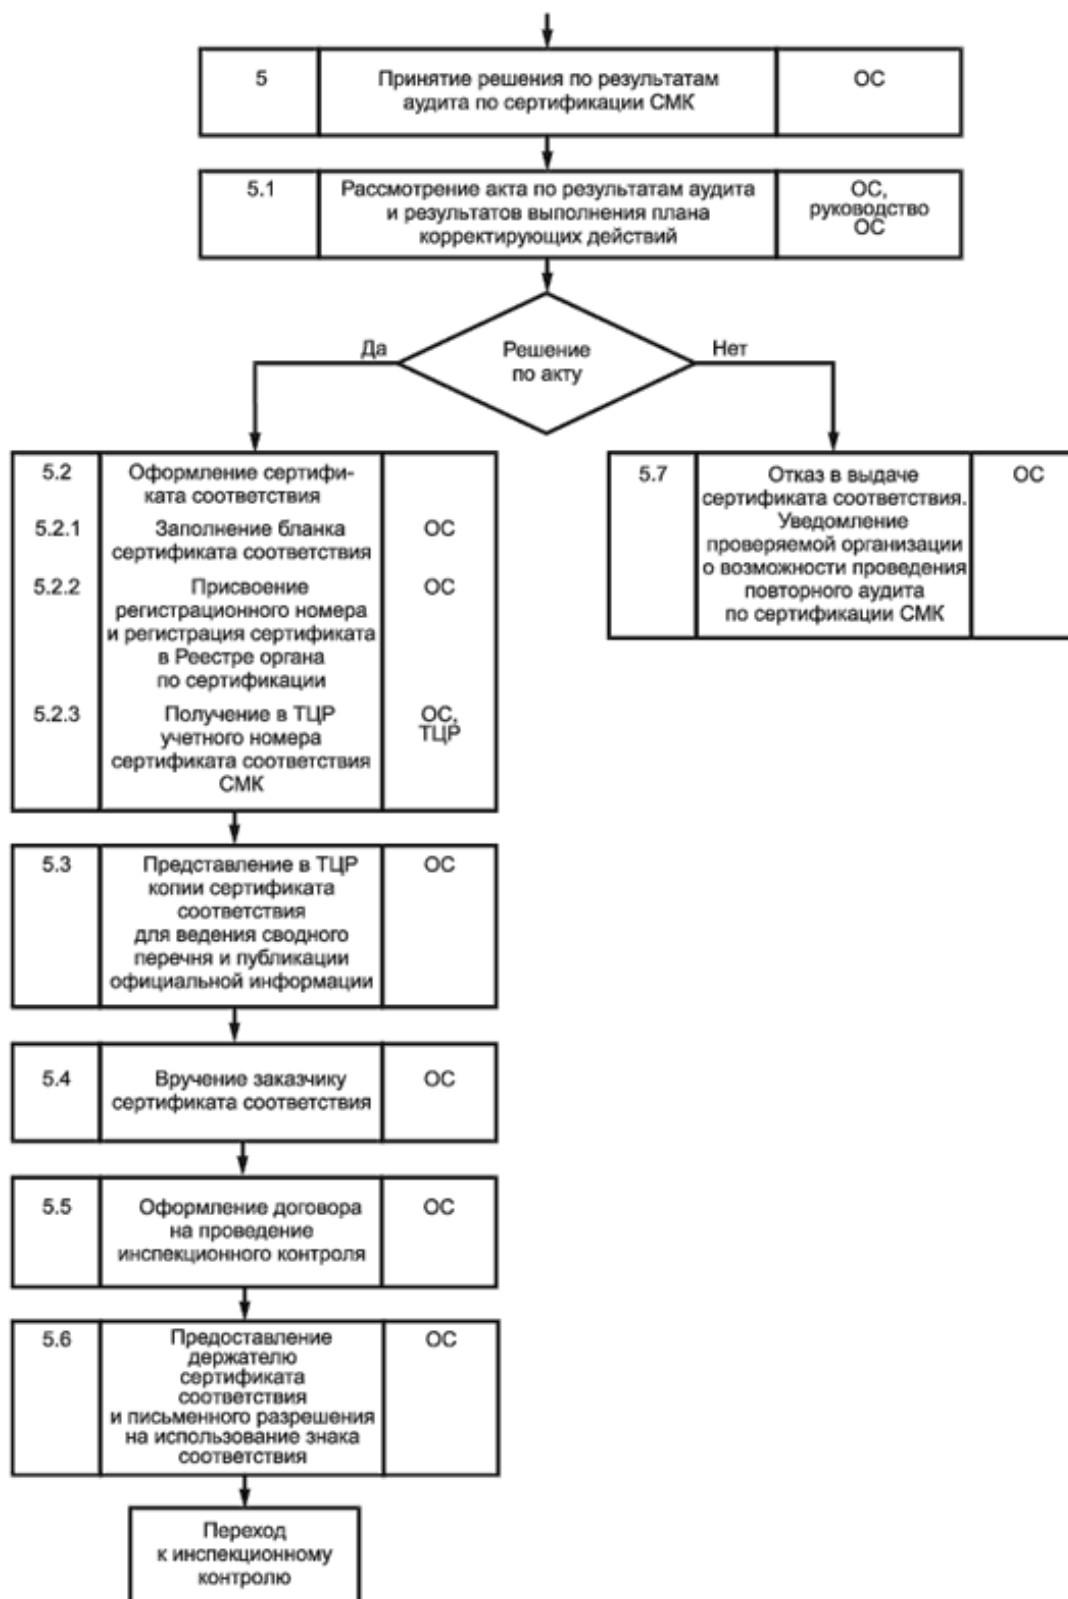 5
Принятие решения по результатам
аудита по сертификации СМК
ОС
5.1
Рассмотрение акта по результатам аудита
и результатов выполнения плана
корректирующих действий
ОС,
руководство
ОС
Решение
по акту
Да
Нет
5.2
Оформление сертифи-
ката соответствия
5.2.1
Заполнение бланка
сертификата соответствия
ОС
5.2.2
Присвоение
регистрационного номера
и регистрация сертификата
в Реестре органа
по сертификации
ОС
5.2.3
Получение в ТЦР
учетного номера
сертификата соответствия
СМК
ОС,
ТЦР
5.7
Отказ в выдаче
сертификата соответствия.
Уведомление
проверяемой организации
о возможности проведения
повторного аудита
по сертификации СМК
ОС
5.3
Представление в ТЦР
копии сертификата
соответствия
для ведения сводного
перечня и публикации
официальной информации
ОС
5.4
Вручение заказчику
сертификата соответствия
ОС
5.5
Оформление договора
на проведение
инспекционного контроля
ОС
5.6
Предоставление
держателю
сертификата
соответствия
и письменного разрешения
на использование знака
соответствия
ОС
Переход
к инспекционному
контролю